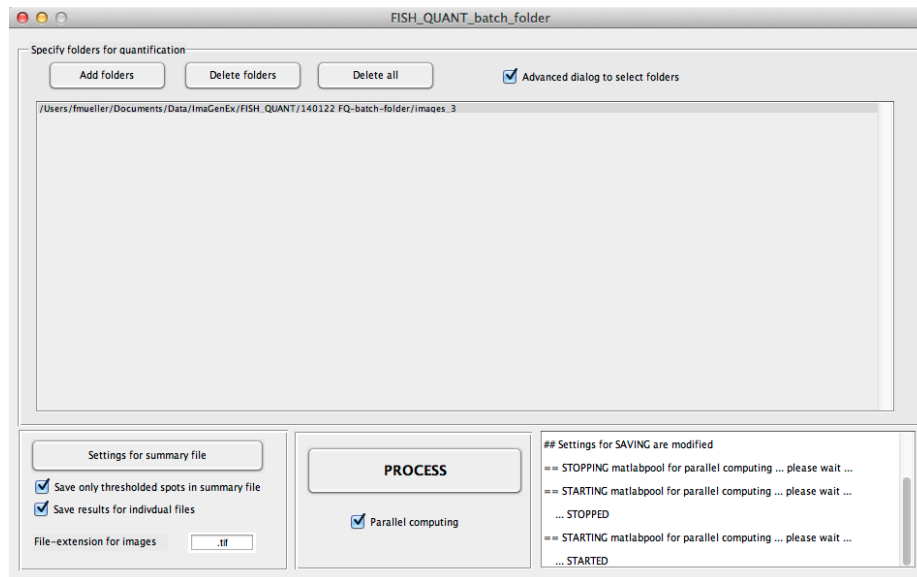 FISH_QUANT_batch_folder
Specify folders for quantification
Add folders
Delete folders
Delete all
Advanced dialog to select folders
/Users/fmueller/Documents/Data/ImaGenEx/FISH_QUANT/140122 FQ-batch-folder/images_3
Settings for summary file
Save only thresholded spots in summary file
Save results for indivdual files
File-extension for images
.tif
PROCESS
Parallel computing
## Settings for SAVING are modified
== STOPPING matlabpool for parallel computing ... please wait ...
== STARTING matlabpool for parallel computing ... please wait ...
... STOPPED
== STARTING matlabpool for parallel computing ... please wait ...
... STARTED